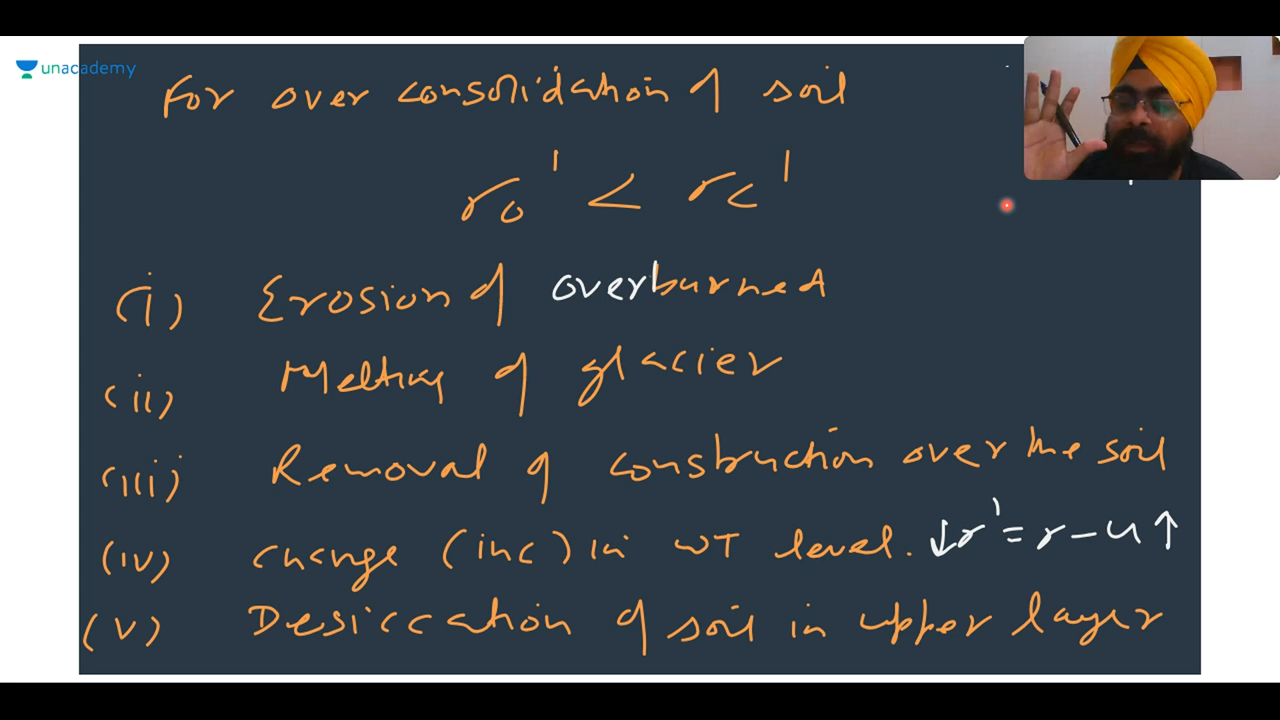 unacademy
For over consolidation of soil
σo' < σc'
(i) Erosion of overburned
(ii) Melting of glacier
(iii) Removal of construction over the soil
(iv) change (inc) in WT level. ↓σ' = σ - u ↑
(v) Desiccation of soil in upper layer